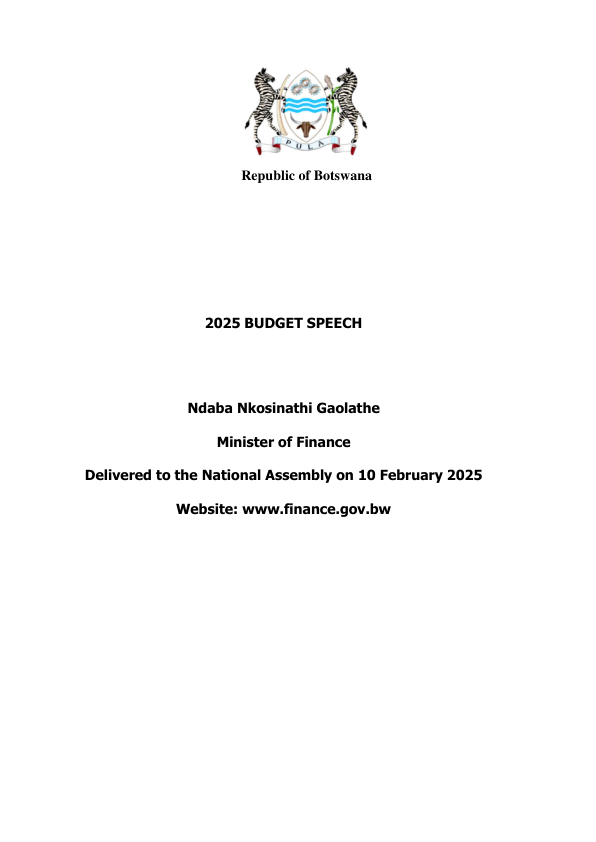 PULA
Republic of Botswana
2025 BUDGET SPEECH
Ndaba Nkosinathi Gaolathe
Minister of Finance
Delivered to the National Assembly on 10 February 2025
Website: www.finance.gov.bw